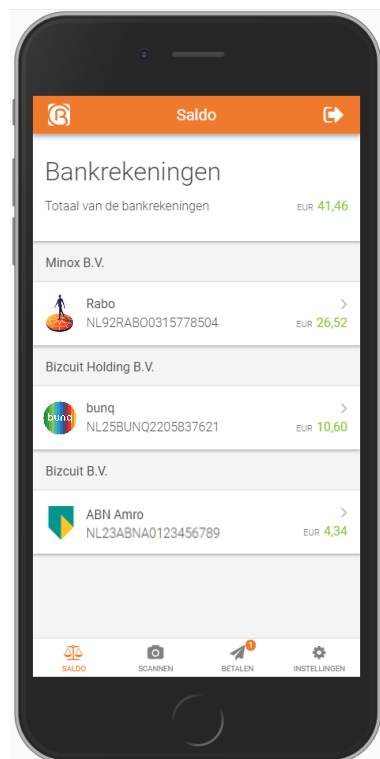 Saldo
Bankrekeningen
Totaal van de bankrekeningen EUR 41,46
Minox B.V.
Rabo
NL92RABO0315778504 EUR 26,52
Bizcuit Holding B.V.
bunq
bunq
NL25BUNQ2205837621 EUR 10,60
Bizcuit B.V.
ABN Amro
NL23ABNA0123456789 EUR 4,34
1
SALDO SCANNEN BETALEN INSTELLINGEN